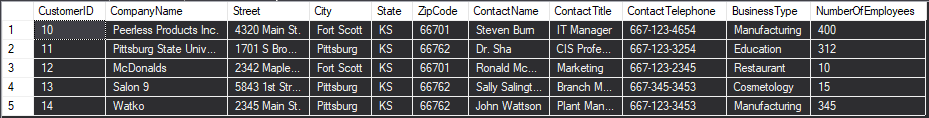 CustomerID CompanyName Street City State ZipCode ContactName ContactTitle ContactTelephone BusinessType NumberOfEmployees
1 10 Peerless Products Inc. 4320 Main St. Fort Scott KS 66701 Steven Burn IT Manager 667-123-4654 Manufacturing 400
2 11 Pittsburg State Univ... 1701 S Bro... Pittsburg KS 66762 Dr. Sha CIS Profe... 667-123-3254 Education 312
3 12 McDonalds 2342 Maple... Fort Scott KS 66701 Ronald Mc... Marketing 667-123-2345 Restaurant 10
4 13 Salon 9 5843 1st Str... Pittsburg KS 66762 Sally Salingt... Branch M... 667-345-3453 Cosmetology 15
5 14 Watko 2345 Main St. Pittsburg KS 66762 John Wattson Plant Man... 667-123-3453 Manufacturing 345